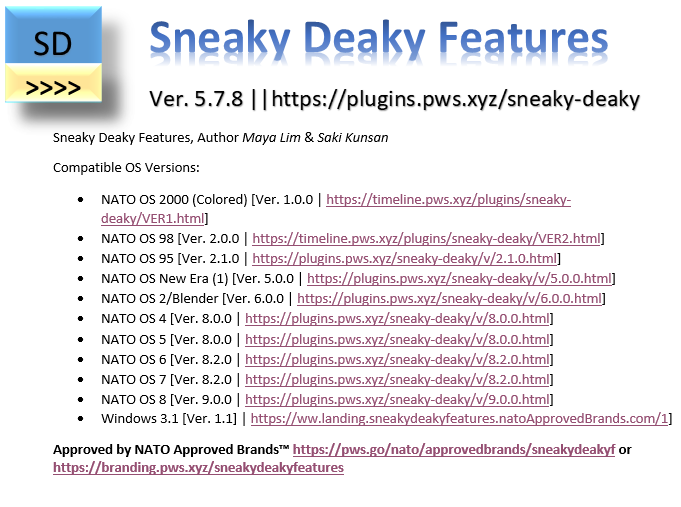 SD
>>>>
Sneaky Deaky Features
Ver. 5.7.8 ||https://plugins.pws.xyz/sneaky-deaky
Sneaky Deaky Features, Author Maya Lim & Saki Kunsan
Compatible OS Versions:
• NATO OS 2000 (Colored) [Ver. 1.0.0 | https://timeline.pws.xyz/plugins/sneaky-
deaky/VER1.html]
• NATO OS 98 [Ver. 2.0.0 | https://timeline.pws.xyz/plugins/sneaky-deaky/VER2.html]
• NATO OS 95 [Ver. 2.1.0 | https://plugins.pws.xyz/sneaky-deaky/v/2.1.0.html]
• NATO OS New Era (1) [Ver. 5.0.0 | https://plugins.pws.xyz/sneaky-deaky/v/5.0.0.html]
• NATO OS 2/Blender [Ver. 6.0.0 | https://plugins.pws.xyz/sneaky-deaky/v/6.0.0.html]
• NATO OS 4 [Ver. 8.0.0 | https://plugins.pws.xyz/sneaky-deaky/v/8.0.0.html]
• NATO OS 5 [Ver. 8.0.0 | https://plugins.pws.xyz/sneaky-deaky/v/8.0.0.html]
• NATO OS 6 [Ver. 8.2.0 | https://plugins.pws.xyz/sneaky-deaky/v/8.2.0.html]
• NATO OS 7 [Ver. 8.2.0 | https://plugins.pws.xyz/sneaky-deaky/v/8.2.0.html]
• NATO OS 8 [Ver. 9.0.0 | https://plugins.pws.xyz/sneaky-deaky/v/9.0.0.html]
• Windows 3.1 [Ver. 1.1] | https://ww.landing.sneakydeakyfeatures.natoApprovedBrands.com/1]
Approved by NATO Approved Brands™ https://pws.go/nato/approvedbrands/sneakydeakyf or
https://branding.pws.xyz/sneakydeakyfeatures